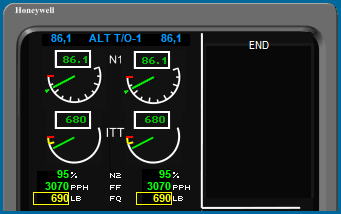 Honeywell
86,1 ALT T/O-1 86,1
END
86.1 N1 86.1
680 ITT 680
95% N2 95%
3070 PPH FF 3070 PPH
690 LB FQ 690 LB